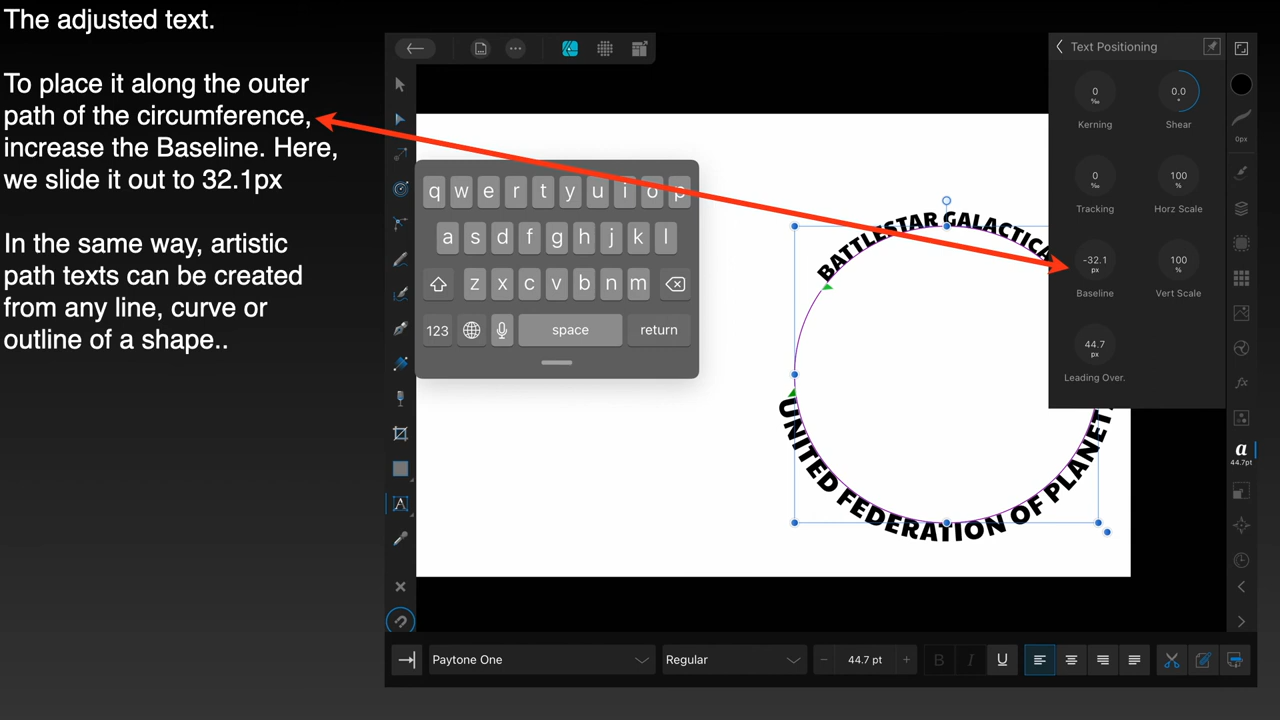 The adjusted text.
To place it along the outer
path of the circumference,
increase the Baseline. Here,
we slide it out to 32.1px
In the same way, artistic
path texts can be created
from any line, curve or
outline of a shape..
Text Positioning
0
‰
Kerning
0.0
°
Shear
0
‰
Tracking
100
%
Horz Scale
-32.1
px
Baseline
100
%
Vert Scale
44.7
px
Leading Over.
0px
fx
a
44.7pt
q w e r t y u i o p
a s d f g h j k l
z x c v b n m
123 space return
BATTLESTAR GALACTICA
UNITED FEDERATION OF PLANET
A
Paytone One
Regular
− 44.7 pt +
B I U